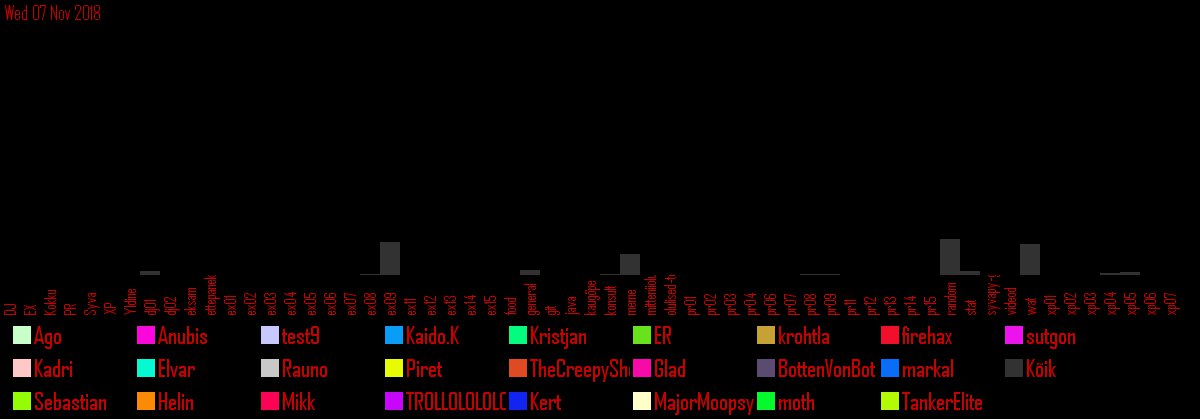 Wed 07 Nov 2018
DJ EX Kokku PR Syva XP Yldine dj01 dj02 eksam ettepanek ex01 ex02 ex03 ex04 ex05 ex06 ex07 ex08 ex09 ex11 ex12 ex13 ex14 ex15 food general git java konsult meme pr01 pr02 pr03 pr04 pr06 pr07 pr08 pr09 pr11 pr12 pr13 pr14 pr15 random stat videod wat xp01 xp02 xp03 xp04 xp05 xp06 xp07
Ago Anubis test9 Kaido.K Kristjan ER krohtla firehax sutgon
Kadri Elvar Rauno Piret TheCreepySh Glad BottenVonBot markal Kõik
Sebastian Helin Mikk TROLLOLOLOLO Kert MajorMoopsy moth TankerElite